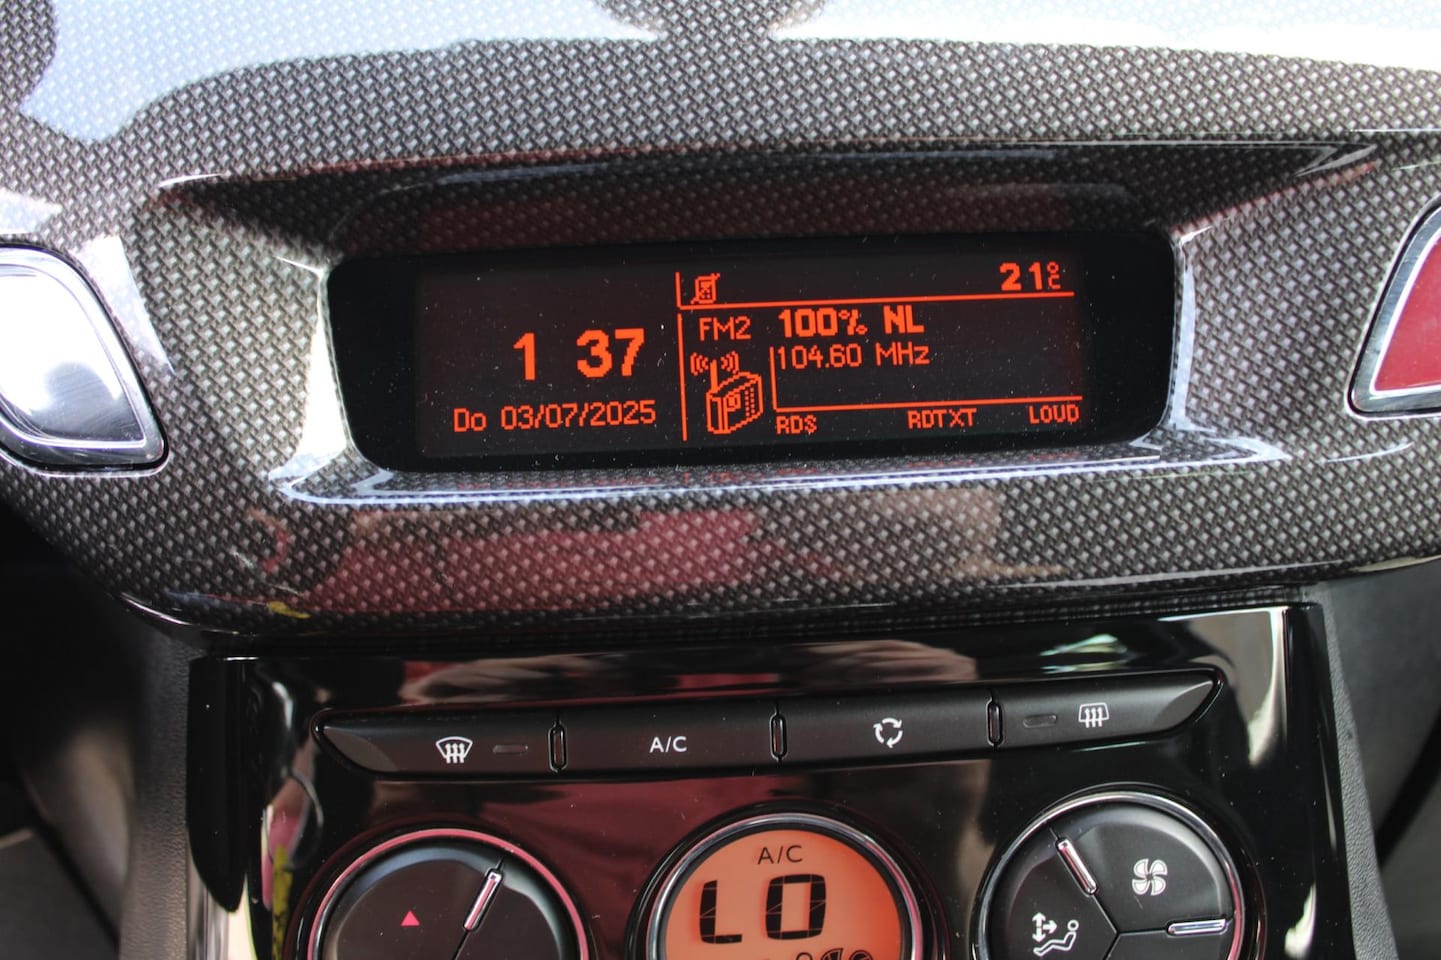 21°C
1 37
FM2 100% NL
104.60 MHz
Do 03/07/2025
RDS RDTXT LOUD
A/C
A/C
LO